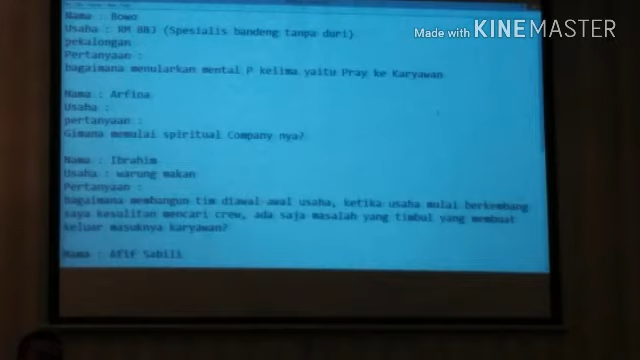 Made with KINEMASTER
Nama : Bowo
Usaha : RM BBJ (Spesialis bandeng tanpa duri)
pekalongan
Pertanyaan :
bagaimana menularkan mental P kelima yaitu Pray ke Karyawan
Nama : Arfina
Usaha :
pertanyaan :
Gimana memulai spiritual Company nya?
Nama : Ibrahim
Usaha : warung makan
Pertanyaan :
bagaimana membangun tim diawal awal usaha, ketika usaha mulai berkembang
saya kesulitan mencari crew, ada saja masalah yang timbul yang membuat
keluar masuknya karyawan?
Nama : Afif Sabili